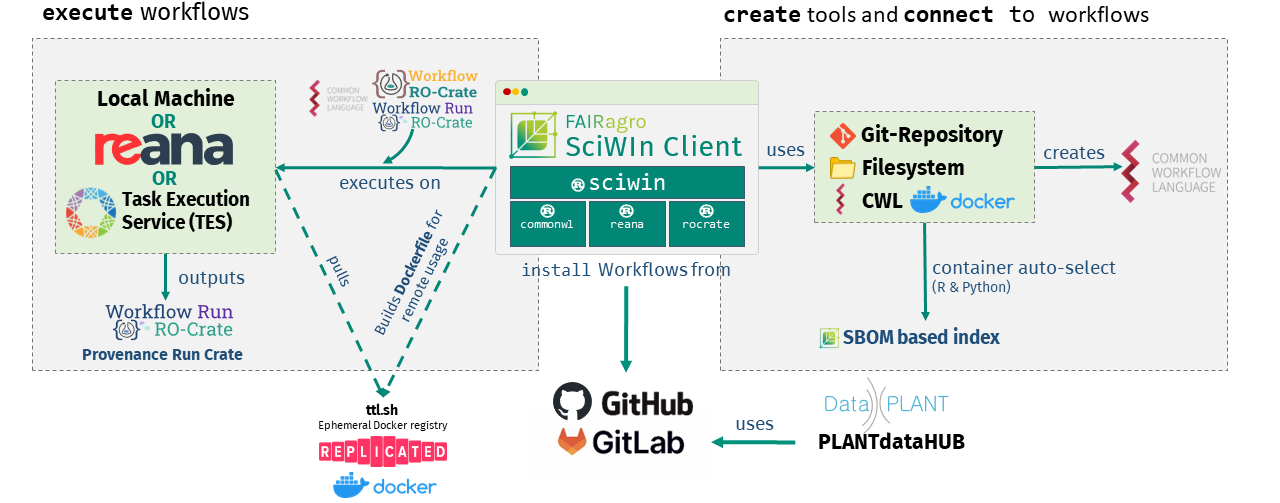 execute workflows
create tools and connect to workflows
Local Machine
OR
reana
OR
Task Execution
Service (TES)
outputs
Workflow Run
RO-Crate
Provenance Run Crate
COMMON
WORKFLOW
LANGUAGE
Workflow
RO-Crate
Workflow Run
RO-Crate
executes on
pulls
Builds Dockerfile for
remote usage
ttl.sh
Ephemeral Docker registry
REPLICATED
docker
FAIRagro
SciWIn Client
sciwin
commonwl
reana
rocrate
install Workflows from
GitHub
GitLab
uses
Git-Repository
Filesystem
CWL
docker
creates
COMMON
WORKFLOW
LANGUAGE
container auto-select
(R & Python)
SBOM based index
Data PLANT
PLANTdataHUB
uses